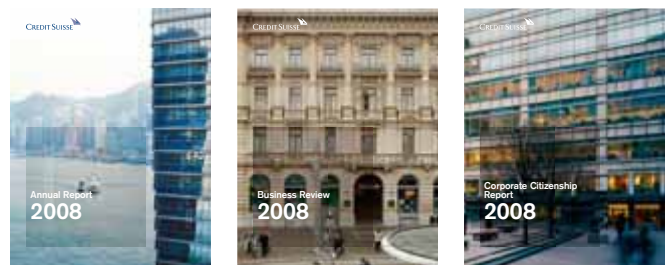 CREDIT SUISSE
Annual Report
2008
CREDIT SUISSE
Business Review
2008
CREDIT SUISSE
Corporate Citizenship
Report
2008